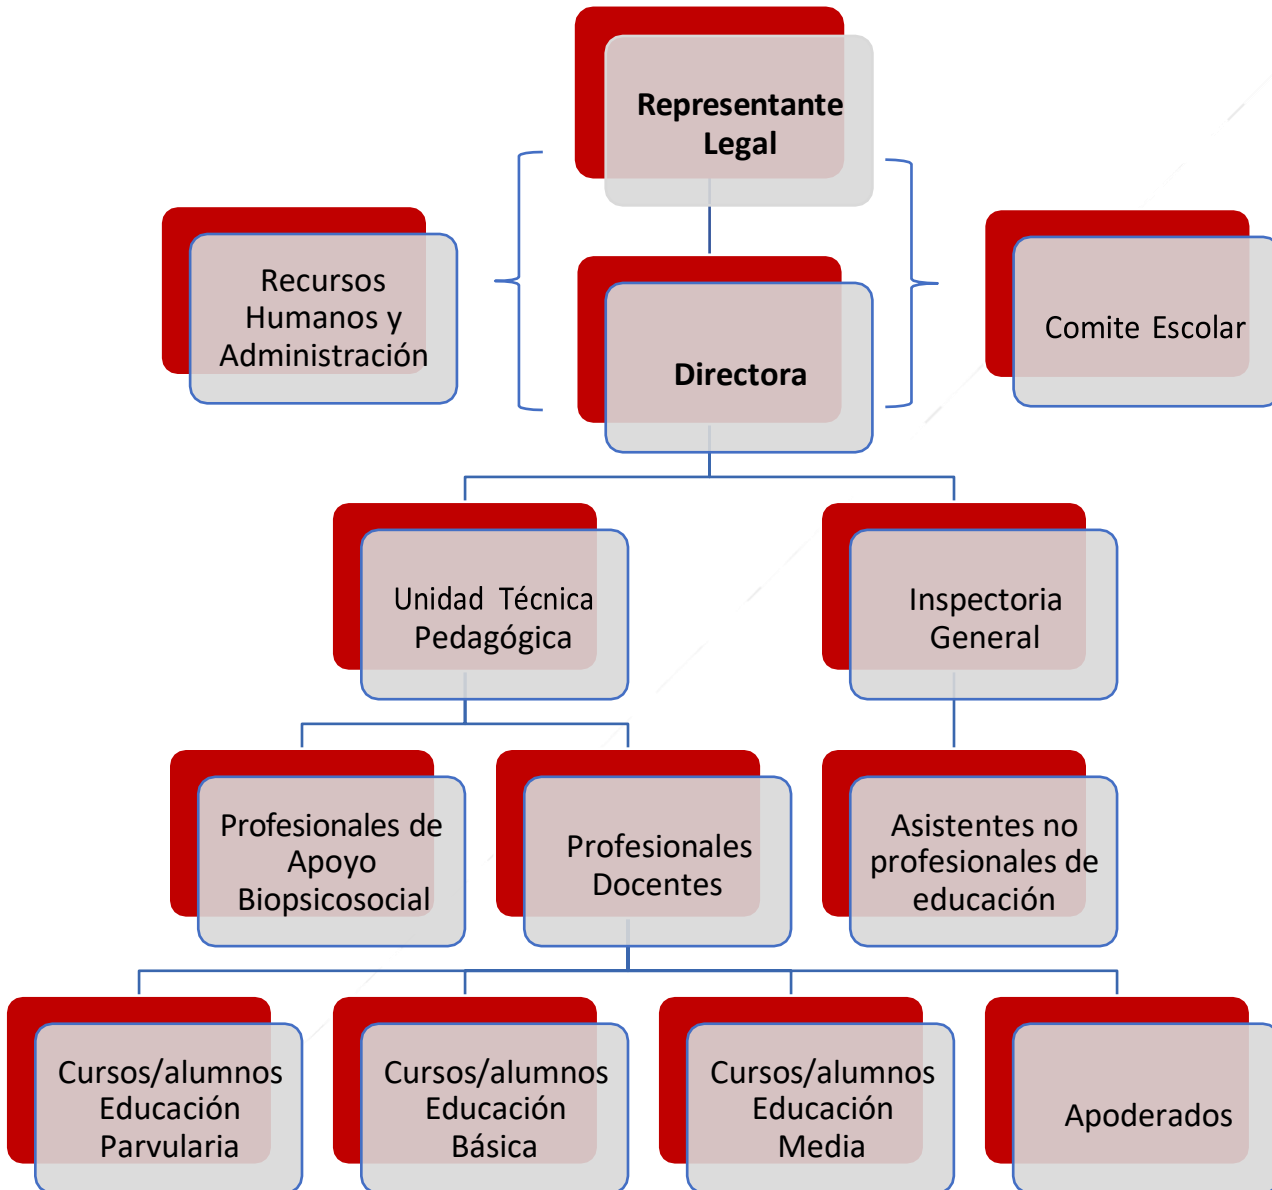 Representante
Legal
Recursos
Humanos y
Administración
Comite Escolar
Directora
Unidad Técnica
Pedagógica
Inspectoria
General
Profesionales de
Apoyo
Biopsicosocial
Profesionales
Docentes
Asistentes no
profesionales de
educación
Cursos/alumnos
Educación
Parvularia
Cursos/alumnos
Educación
Básica
Cursos/alumnos
Educación
Media
Apoderados